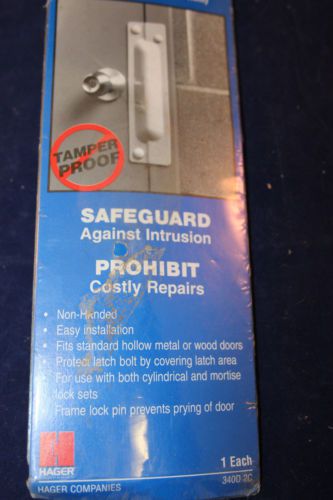 TAMPER
PROOF
SAFEGUARD
Against Intrusion
PROHIBIT
Costly Repairs
• Non-Handed
• Easy installation
• Fits standard hollow metal or wood doors
• Protect latch bolt by covering latch area
• For use with both cylindrical and mortise
lock sets
• Frame lock pin prevents prying of door
HAGER
1 Each
340D 2C
HAGER COMPANIES